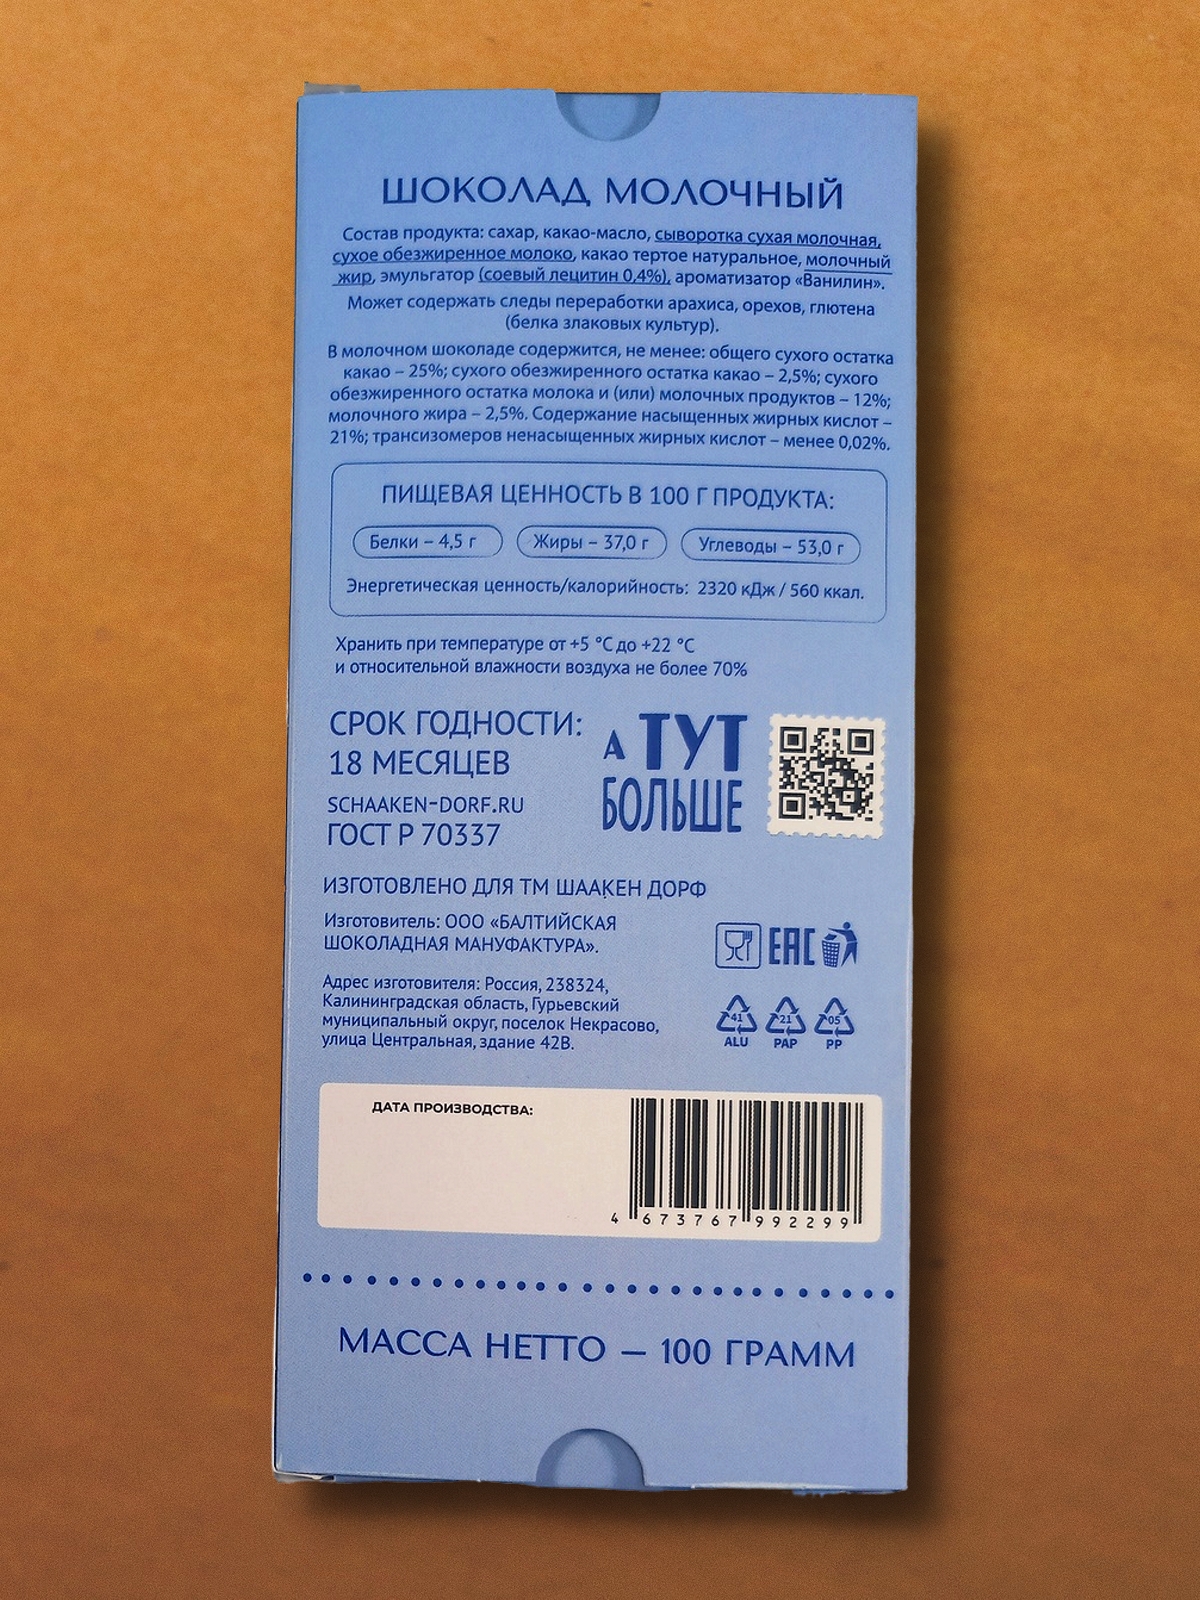 ШОКОЛАД МОЛОЧНЫЙ
Состав продукта: сахар, какао-масло, сыворотка сухая молочная,
сухое обезжиренное молоко, какао тертое натуральное, молочный
жир, эмульгатор (соевый лецитин 0,4%), ароматизатор «Ванилин».
Может содержать следы переработки арахиса, орехов, глютена
(белка злаковых культур).
В молочном шоколаде содержится, не менее: общего сухого остатка
какао – 25%; сухого обезжиренного остатка какао – 2,5%; сухого
обезжиренного остатка молока и (или) молочных продуктов – 12%;
молочного жира – 2,5%. Содержание насыщенных жирных кислот –
21%; трансизомеров ненасыщенных жирных кислот – менее 0,02%.
ПИЩЕВАЯ ЦЕННОСТЬ В 100 Г ПРОДУКТА:
Белки – 4,5 г Жиры – 37,0 г Углеводы – 53,0 г
Энергетическая ценность/калорийность: 2320 кДж / 560 ккал.
Хранить при температуре от +5 °С до +22 °С
и относительной влажности воздуха не более 70%
СРОК ГОДНОСТИ:
18 МЕСЯЦЕВ
SCHAAKEN-DORF.RU
ГОСТ Р 70337
А ТУТ
БОЛЬШЕ
ИЗГОТОВЛЕНО ДЛЯ ТМ ШААКЕН ДОРФ
Изготовитель: ООО «БАЛТИЙСКАЯ
ШОКОЛАДНАЯ МАНУФАКТУРА».
EAC
Адрес изготовителя: Россия, 238324,
Калининградская область, Гурьевский
муниципальный округ, поселок Некрасово,
улица Центральная, здание 42В.
41 21 05
ALU PAP PP
ДАТА ПРОИЗВОДСТВА:
4 673767 992299
МАССА НЕТТО – 100 ГРАММ